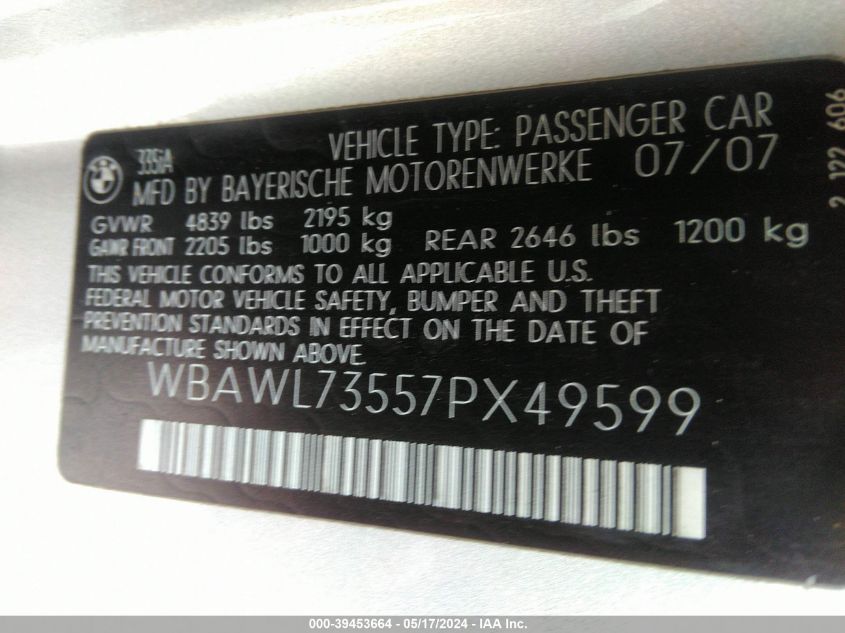 335iA VEHICLE TYPE: PASSENGER CAR
MFD BY BAYERISCHE MOTORENWERKE 07/07
GVWR 4839 lbs 2195 kg
GAWR FRONT 2205 lbs 1000 kg REAR 2646 lbs 1200 kg
THIS VEHICLE CONFORMS TO ALL APPLICABLE U.S.
FEDERAL MOTOR VEHICLE SAFETY, BUMPER AND THEFT
PREVENTION STANDARDS IN EFFECT ON THE DATE OF
MANUFACTURE SHOWN ABOVE.
WBAWL73557PX49599
2 122 606
000-39453664 - 05/17/2024 - IAA Inc.